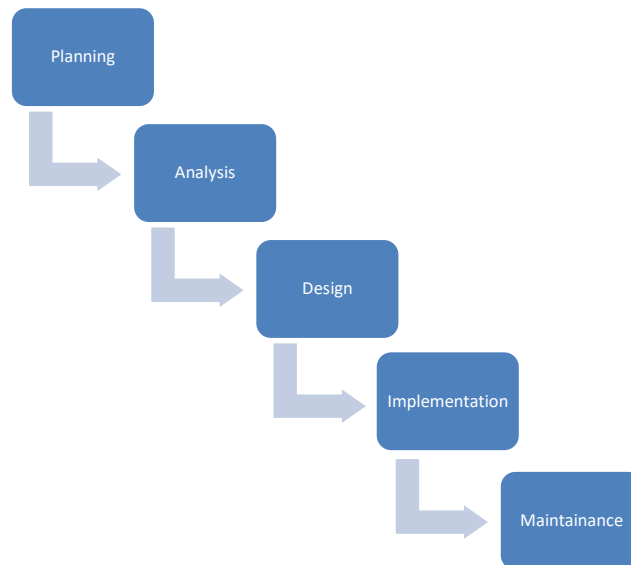 Planning
Analysis
Design
Implementation
Maintainance